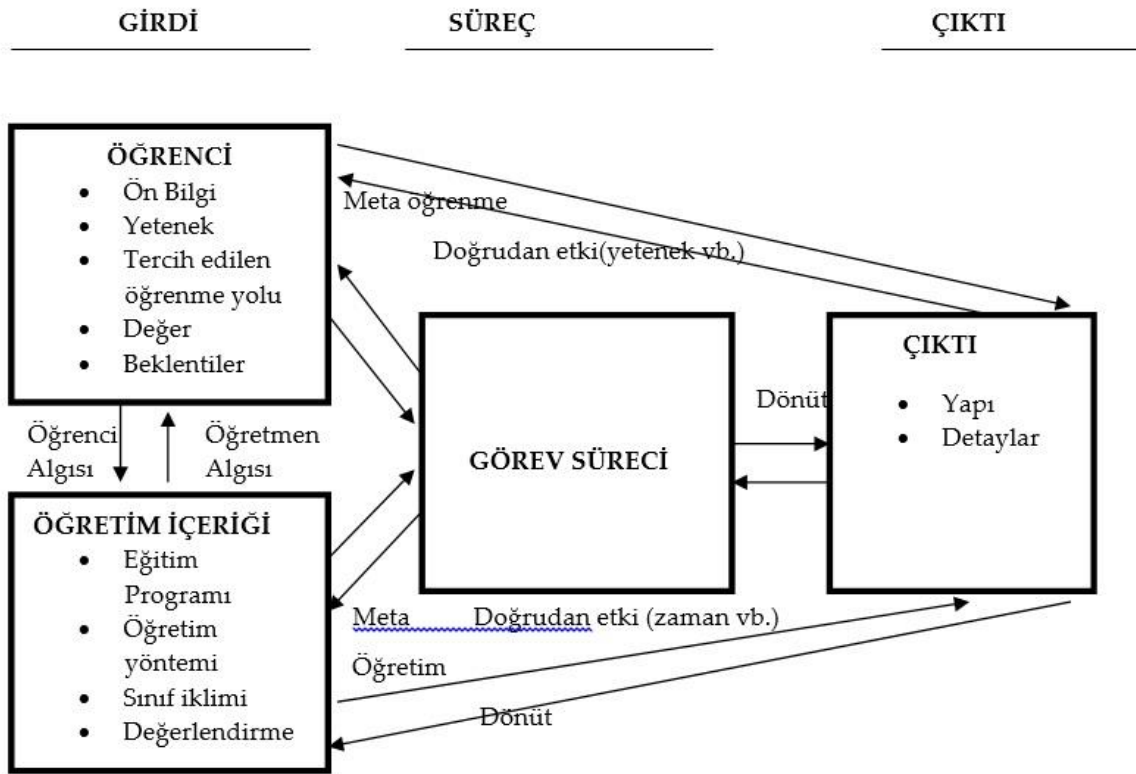 GİRDİ
SÜREÇ
ÇIKTI
ÖĞRENCİ
• Ön Bilgi
• Yetenek
• Tercih edilen
öğrenme yolu
• Değer
• Beklentiler
Meta öğrenme
Doğrudan etki(yetenek vb.)
Öğrenci
Algısı
Öğretmen
Algısı
GÖREV SÜRECİ
Dönüt
ÇIKTI
• Yapı
• Detaylar
ÖĞRETİM İÇERİĞİ
• Eğitim
Programı
• Öğretim
yöntemi
• Sınıf iklimi
• Değerlendirme
Meta Doğrudan etki (zaman vb.)
Öğretim
Dönüt